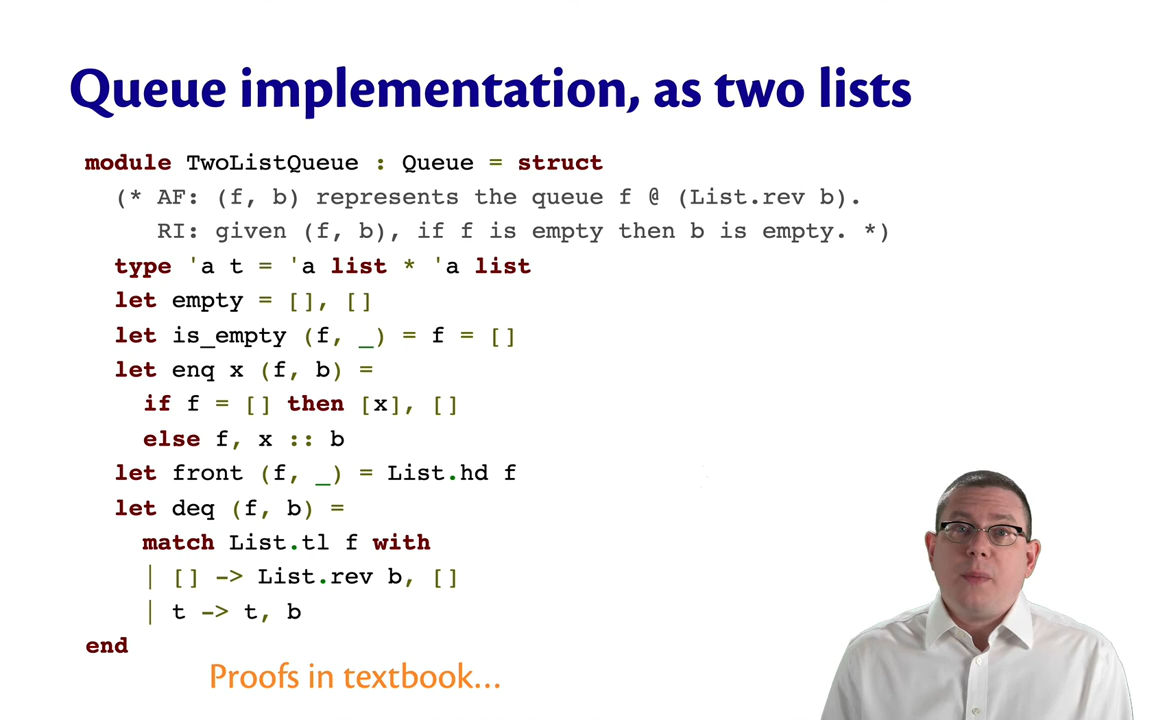 Queue implementation, as two lists
module TwoListQueue : Queue = struct
(* AF: (f, b) represents the queue f @ (List.rev b).
RI: given (f, b), if f is empty then b is empty. *)
type 'a t = 'a list * 'a list
let empty = [], []
let is_empty (f, _) = f = []
let enq x (f, b) =
if f = [] then [x], []
else f, x :: b
let front (f, _) = List.hd f
let deq (f, b) =
match List.tl f with
| [] -> List.rev b, []
| t -> t, b
end
Proofs in textbook...